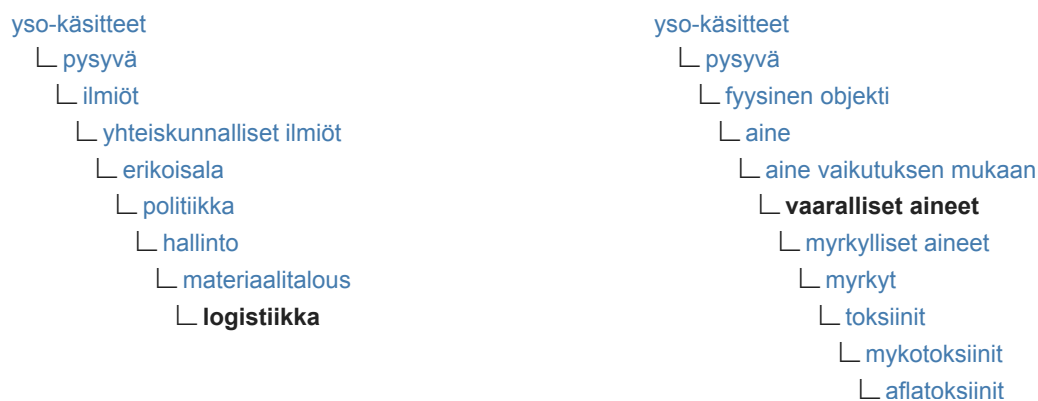 yso-käsitteet
pysyvä
ilmiöt
yhteiskunnalliset ilmiöt
erikoisala
politiikka
hallinto
materiaalitalous
logistiikka
yso-käsitteet
pysyvä
fyysinen objekti
aine
aine vaikutuksen mukaan
vaaralliset aineet
myrkylliset aineet
myrkyt
toksiinit
mykotoksiinit
aflatoksiinit